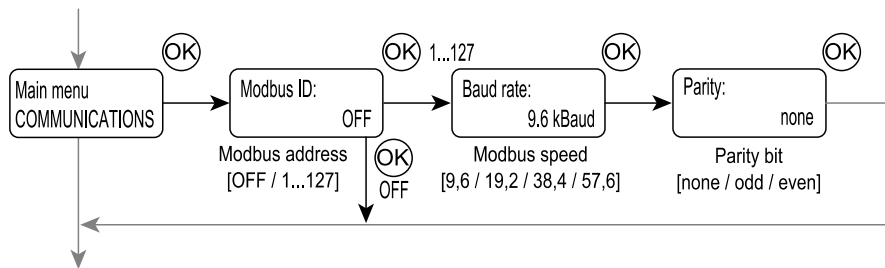 OK
OK 1...127
OK
OK
Main menu
COMMUNICATIONS
Modbus ID:
OFF
Baud rate:
9.6 kBaud
Parity:
none
Modbus address
[OFF / 1...127]
OK
OFF
Modbus speed
[9,6 / 19,2 / 38,4 / 57,6]
Parity bit
[none / odd / even]